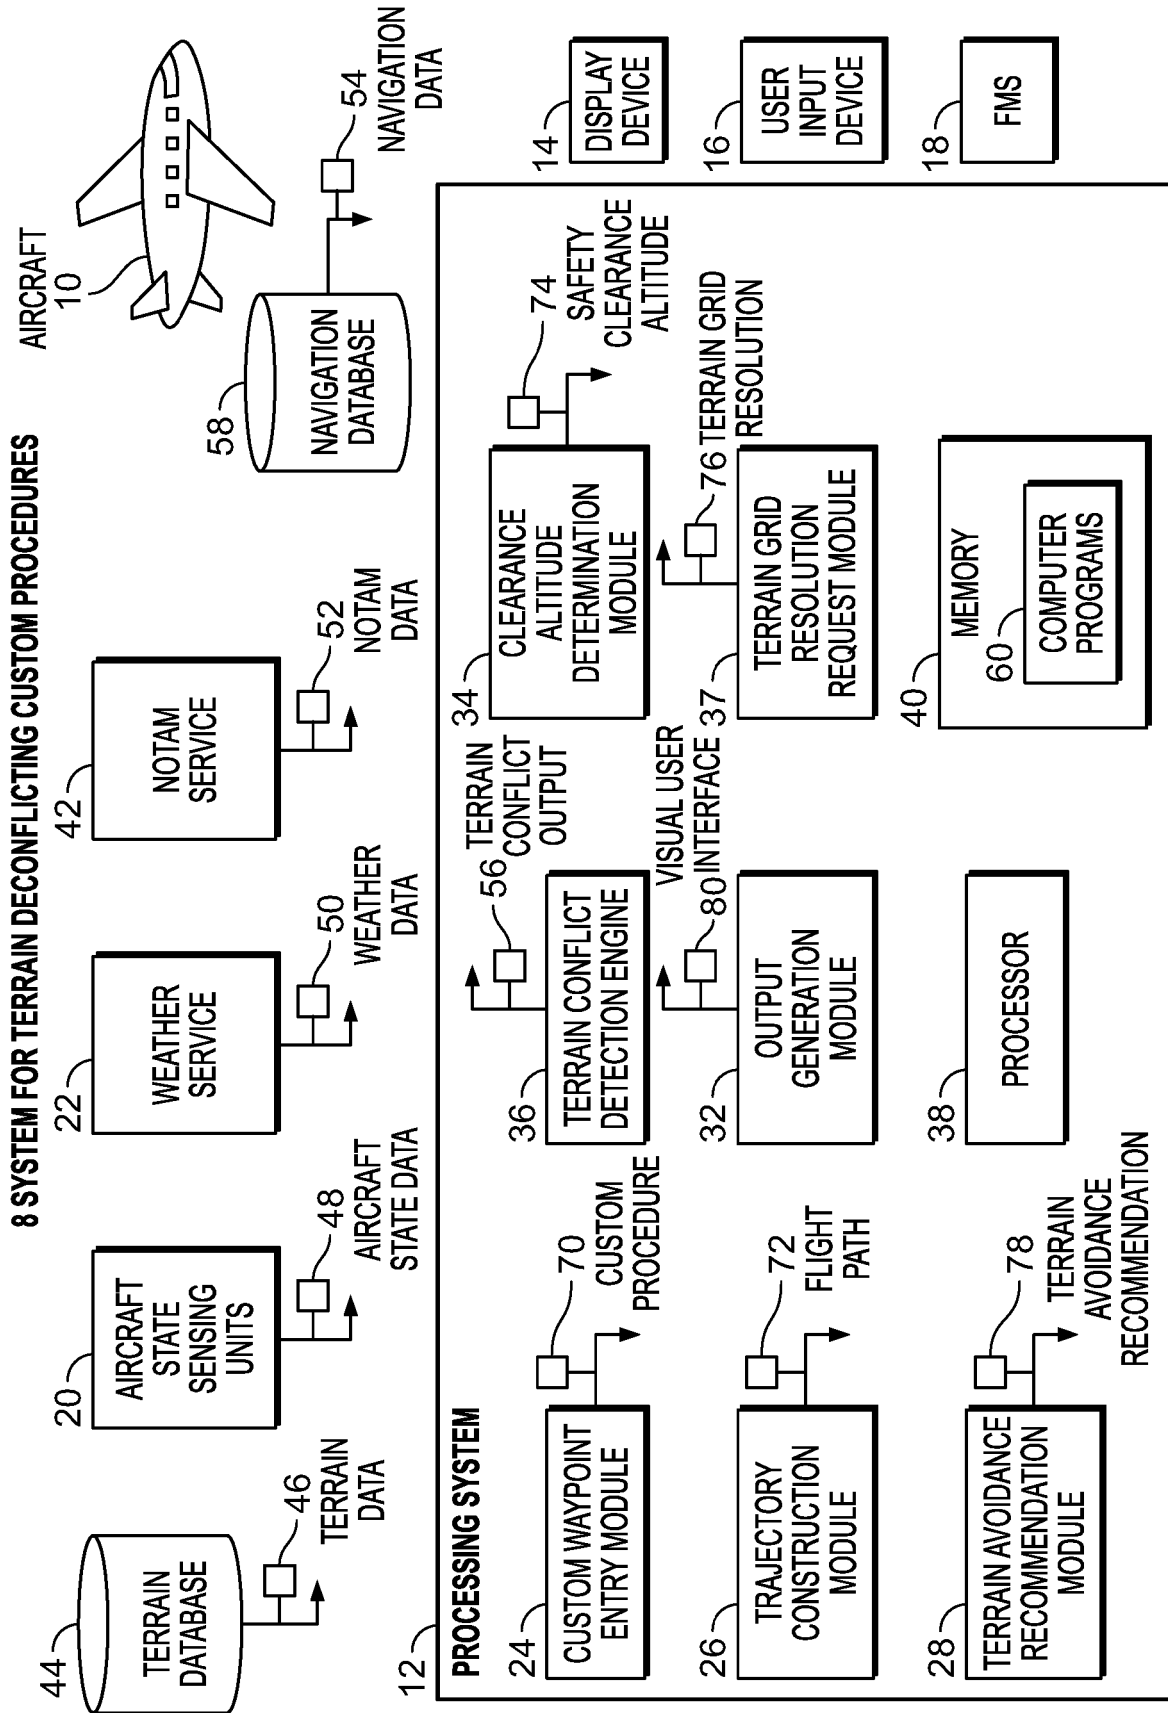 8 SYSTEM FOR TERRAIN DECONFLICTING CUSTOM PROCEDURES
AIRCRAFT
10
44
TERRAIN
DATABASE
46
TERRAIN
DATA
20
AIRCRAFT
STATE
SENSING
UNITS
48
AIRCRAFT
STATE DATA
22
WEATHER
SERVICE
50
WEATHER
DATA
42
NOTAM
SERVICE
52
NOTAM
DATA
58
NAVIGATION
DATABASE
54
NAVIGATION
DATA
12
PROCESSING SYSTEM
24
CUSTOM WAYPOINT
ENTRY MODULE
70
CUSTOM
PROCEDURE
36
TERRAIN CONFLICT
DETECTION ENGINE
56
TERRAIN
CONFLICT
OUTPUT
34
CLEARANCE
ALTITUDE
DETERMINATION
MODULE
74
SAFETY
CLEARANCE
ALTITUDE
14
DISPLAY
DEVICE
26
TRAJECTORY
CONSTRUCTION
MODULE
72
FLIGHT
PATH
32
OUTPUT
GENERATION
MODULE
VISUAL USER
80 INTERFACE
37
TERRAIN GRID
RESOLUTION
REQUEST MODULE
76 TERRAIN GRID
RESOLUTION
16
USER
INPUT
DEVICE
28
TERRAIN AVOIDANCE
RECOMMENDATION
MODULE
78
TERRAIN
AVOIDANCE
RECOMMENDATION
38
PROCESSOR
40
MEMORY
60
COMPUTER
PROGRAMS
18
FMS